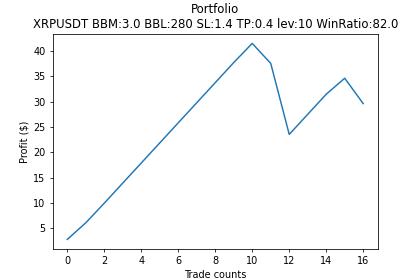 Portfolio
XRPUSDT BBM:3.0 BBL:280 SL:1.4 TP:0.4 lev:10 WinRatio:82.0
40
35
30
25
20
15
10
5
Profit ($)
0 2 4 6 8 10 12 14 16
Trade counts